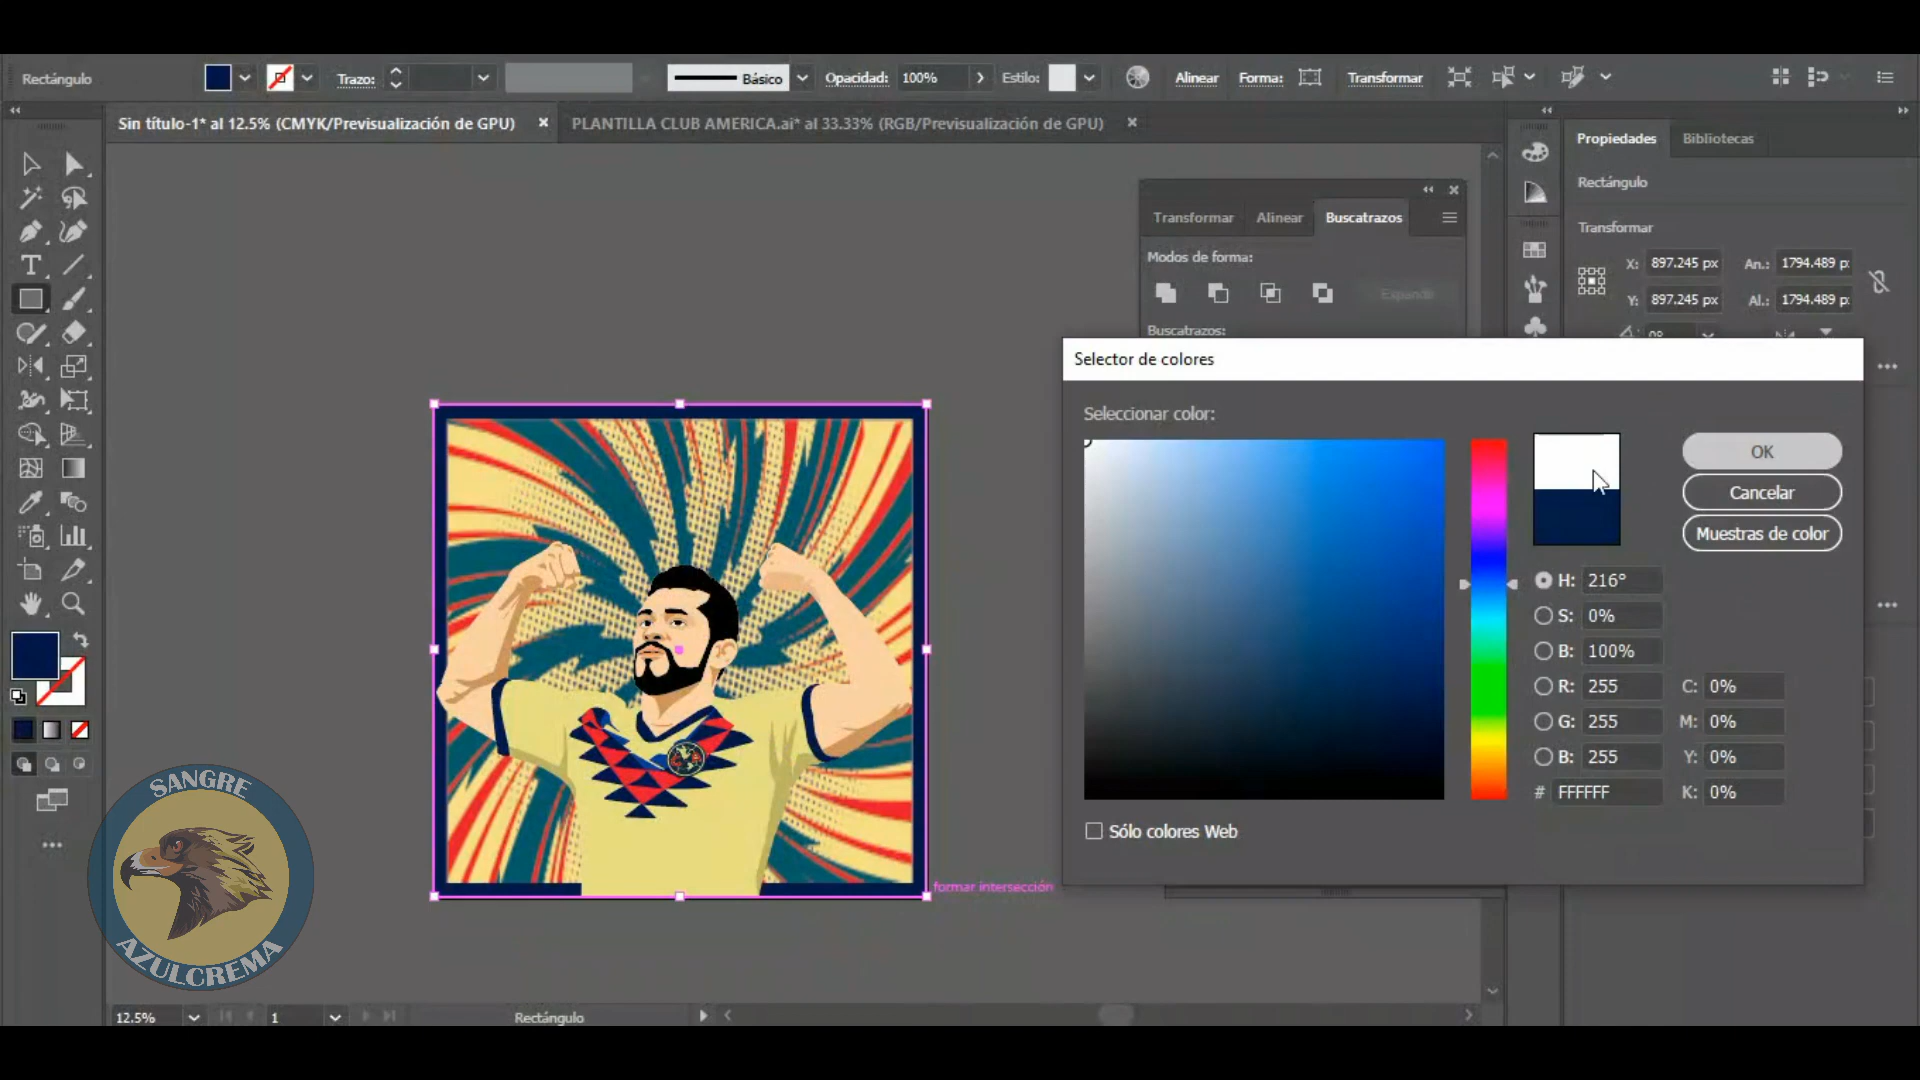 Rectángulo
Trazo:
Básico
Opacidad:
100%
Estilo:
Alinear
Forma:
Transformar
Sin título-1* al 12.5% (CMYK/Previsualización de GPU)
PLANTILLA CLUB AMERICA.ai* al 33.33% (RGB/Previsualización de GPU)
Propiedades
Bibliotecas
Rectángulo
Transformar
X:
897.245 px
An.:
1794.489 p
Y:
897.245 px
Al.:
1794.489 p
0°
Transformar
Alinear
Buscatrazos
Modos de forma:
Buscatrazos:
Selector de colores
Seleccionar color:
OK
Cancelar
Muestras de color
H: 216°
S: 0%
B: 100%
R: 255
C: 0%
G: 255
M: 0%
B: 255
Y: 0%
# FFFFFF
K: 0%
Sólo colores Web
formar intersección
SANGRE
AZULCREMA
12.5%
1
Rectángulo